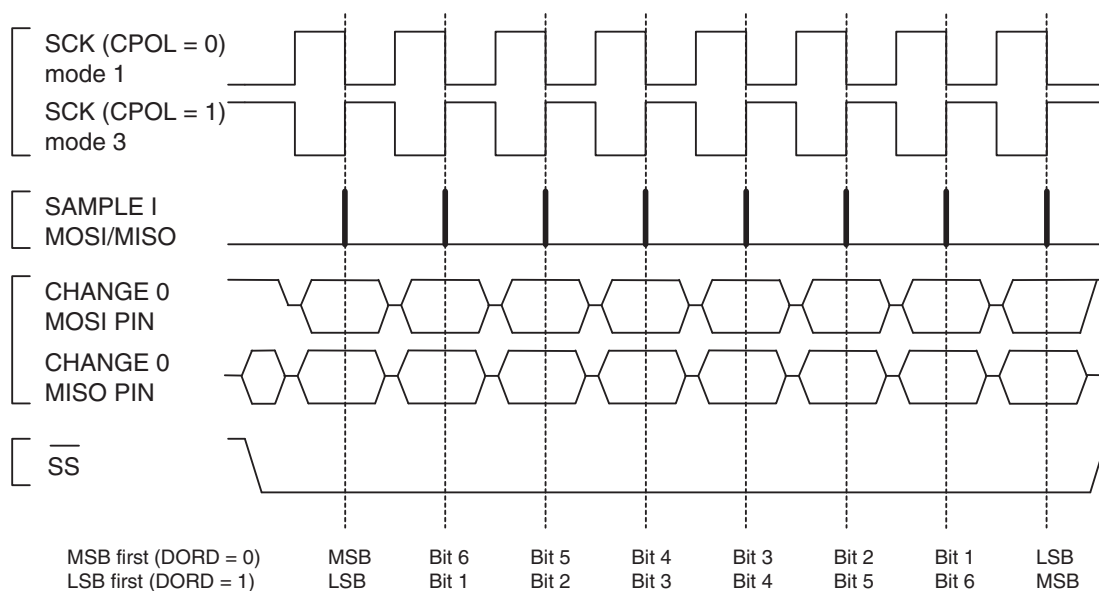 SCK (CPOL = 0)
mode 1
SCK (CPOL = 1)
mode 3
SAMPLE I
MOSI/MISO
CHANGE 0
MOSI PIN
CHANGE 0
MISO PIN
SS
MSB first (DORD = 0) MSB Bit 6 Bit 5 Bit 4 Bit 3 Bit 2 Bit 1 LSB
LSB first (DORD = 1) LSB Bit 1 Bit 2 Bit 3 Bit 4 Bit 5 Bit 6 MSB